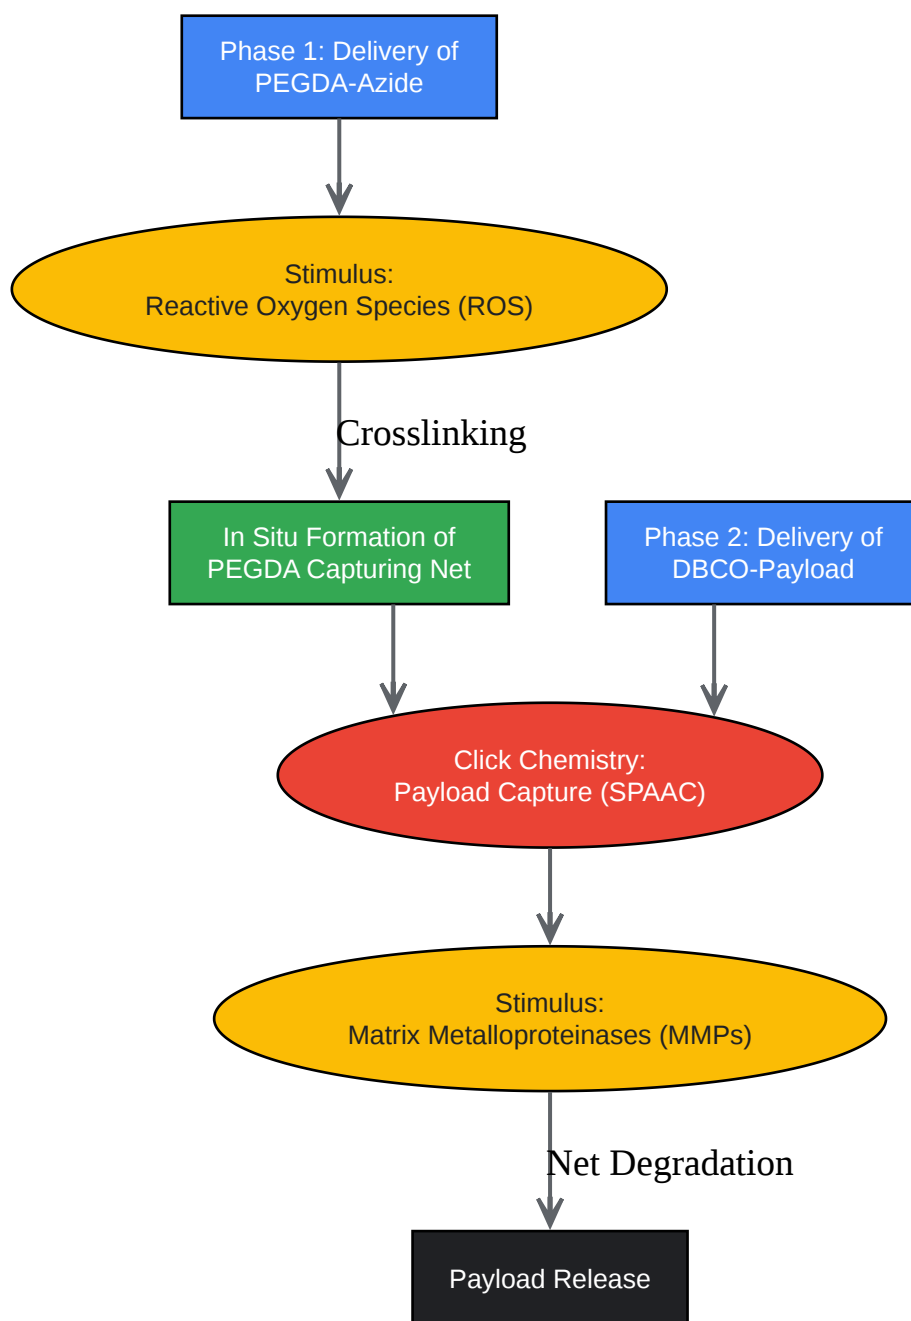 Phase 1: Delivery of
PEGDA-Azide
Stimulus:
Reactive Oxygen Species (ROS)
Crosslinking
In Situ Formation of
PEGDA Capturing Net
Phase 2: Delivery of
DBCO-Payload
Click Chemistry:
Payload Capture (SPAAC)
Stimulus:
Matrix Metalloproteinases (MMPs)
Net Degradation
Payload Release